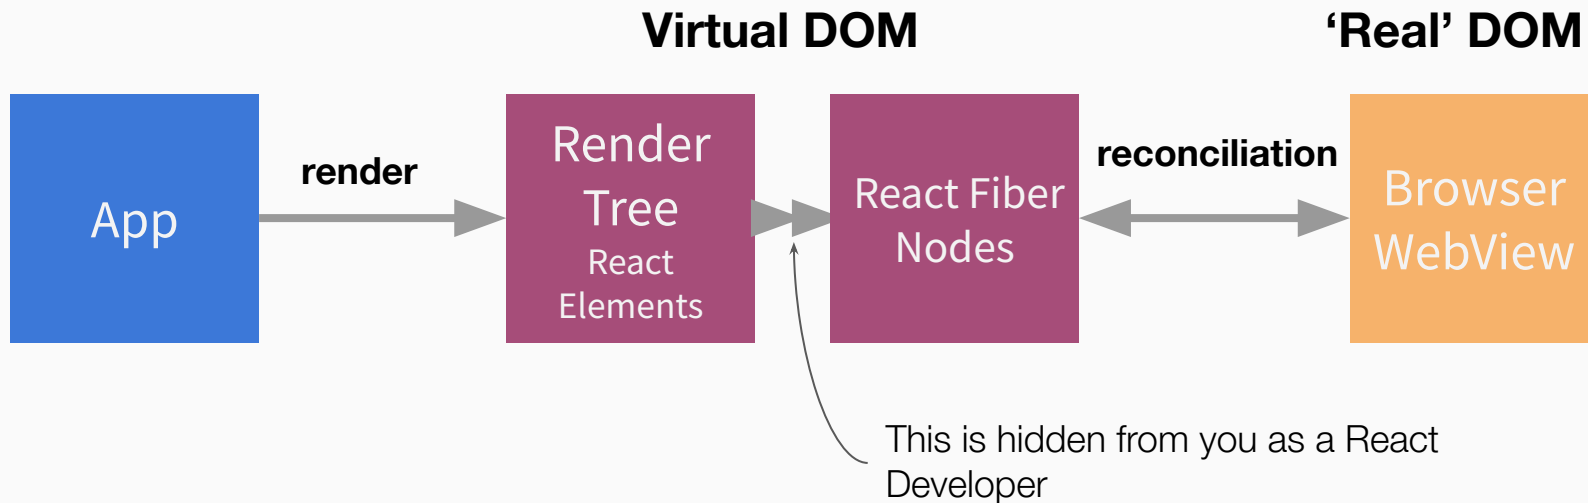 Virtual DOM
‘Real’ DOM
App
render
Render
Tree
React
Elements
React Fiber
Nodes
reconciliation
Browser
WebView
This is hidden from you as a React
Developer